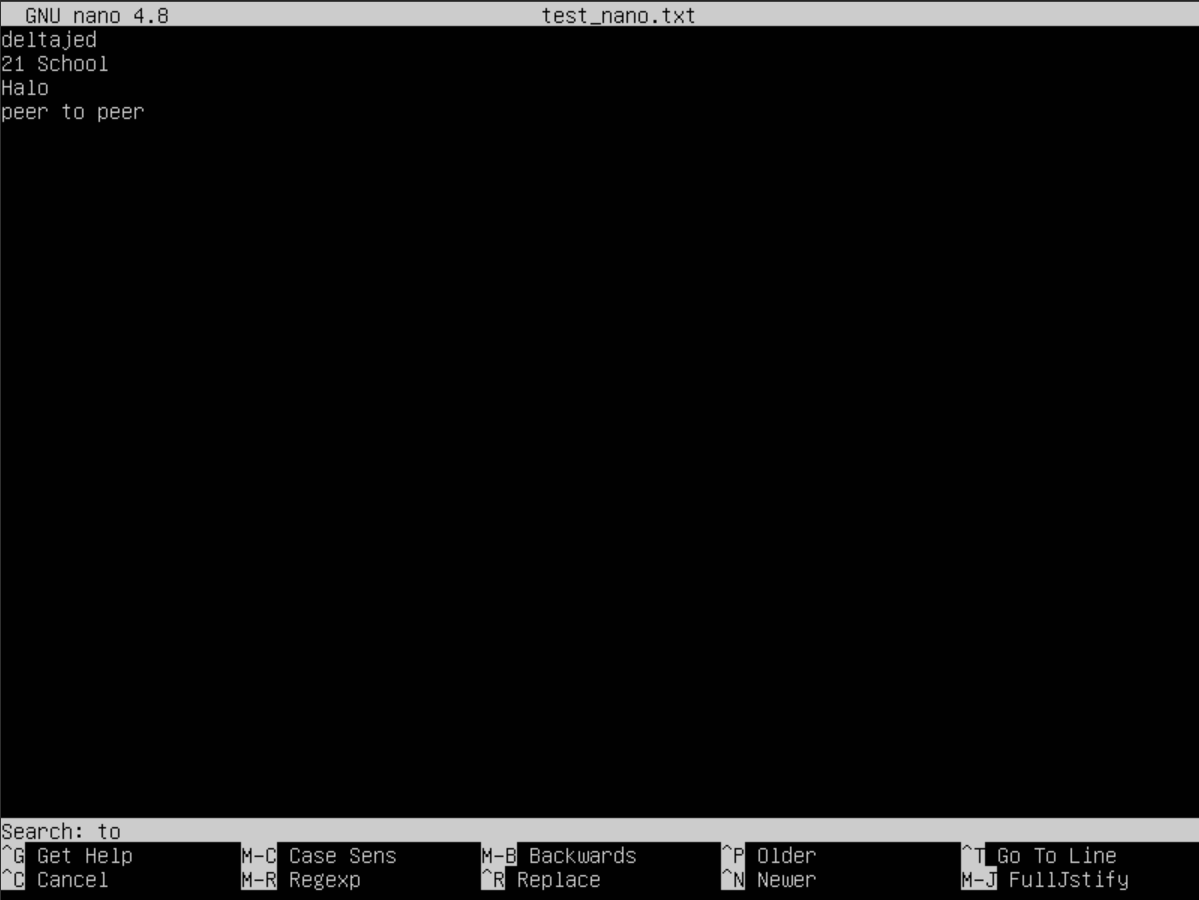 GNU nano 4.8 test_nano.txt
deltajed
21 School
Halo
peer to peer
Search: to
^G Get Help M-C Case Sens M-B Backwards ^P Older ^T Go To Line
^C Cancel M-R Regexp ^R Replace ^N Newer M-J FullJstify